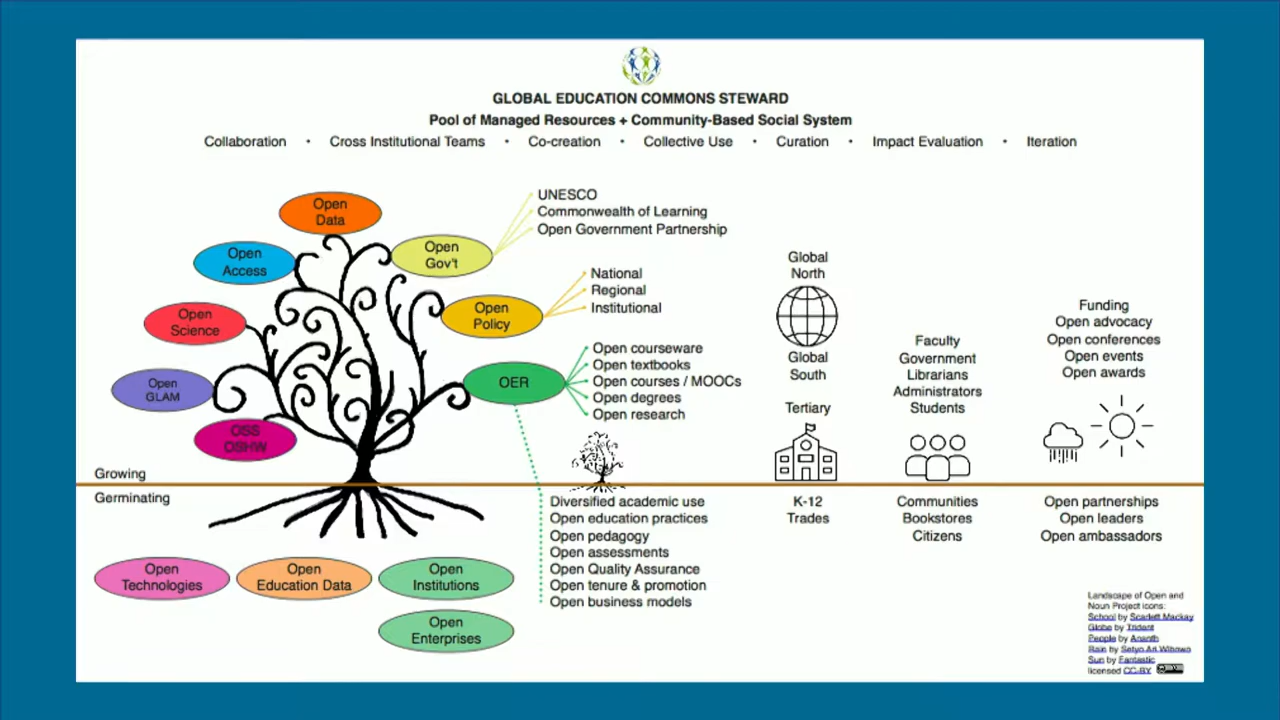 GLOBAL EDUCATION COMMONS STEWARD
Pool of Managed Resources + Community-Based Social System
Collaboration • Cross Institutional Teams • Co-creation • Collective Use • Curation • Impact Evaluation • Iteration
Open
Data
Open
Access
Open
Science
Open
GLAM
OSS
OSHW
Open
Gov't
UNESCO
Commonwealth of Learning
Open Government Partnership
Open
Policy
National
Regional
Institutional
OER
Open courseware
Open textbooks
Open courses / MOOCs
Open degrees
Open research
Global
North
Global
South
Tertiary
Faculty
Government
Librarians
Administrators
Students
Funding
Open advocacy
Open conferences
Open events
Open awards
Growing
Germinating
Open
Technologies
Open
Education Data
Open
Institutions
Open
Enterprises
Diversified academic use
Open education practices
Open pedagogy
Open assessments
Open Quality Assurance
Open tenure & promotion
Open business models
K-12
Trades
Communities
Bookstores
Citizens
Open partnerships
Open leaders
Open ambassadors
Landscape of Open and
Noun Project icons:
School by Scarlett Mackay
Globe by Trident
People by Ananth
Rain by Setyo Ari Wibowo
Sun by Fantastic
licensed CC-BY